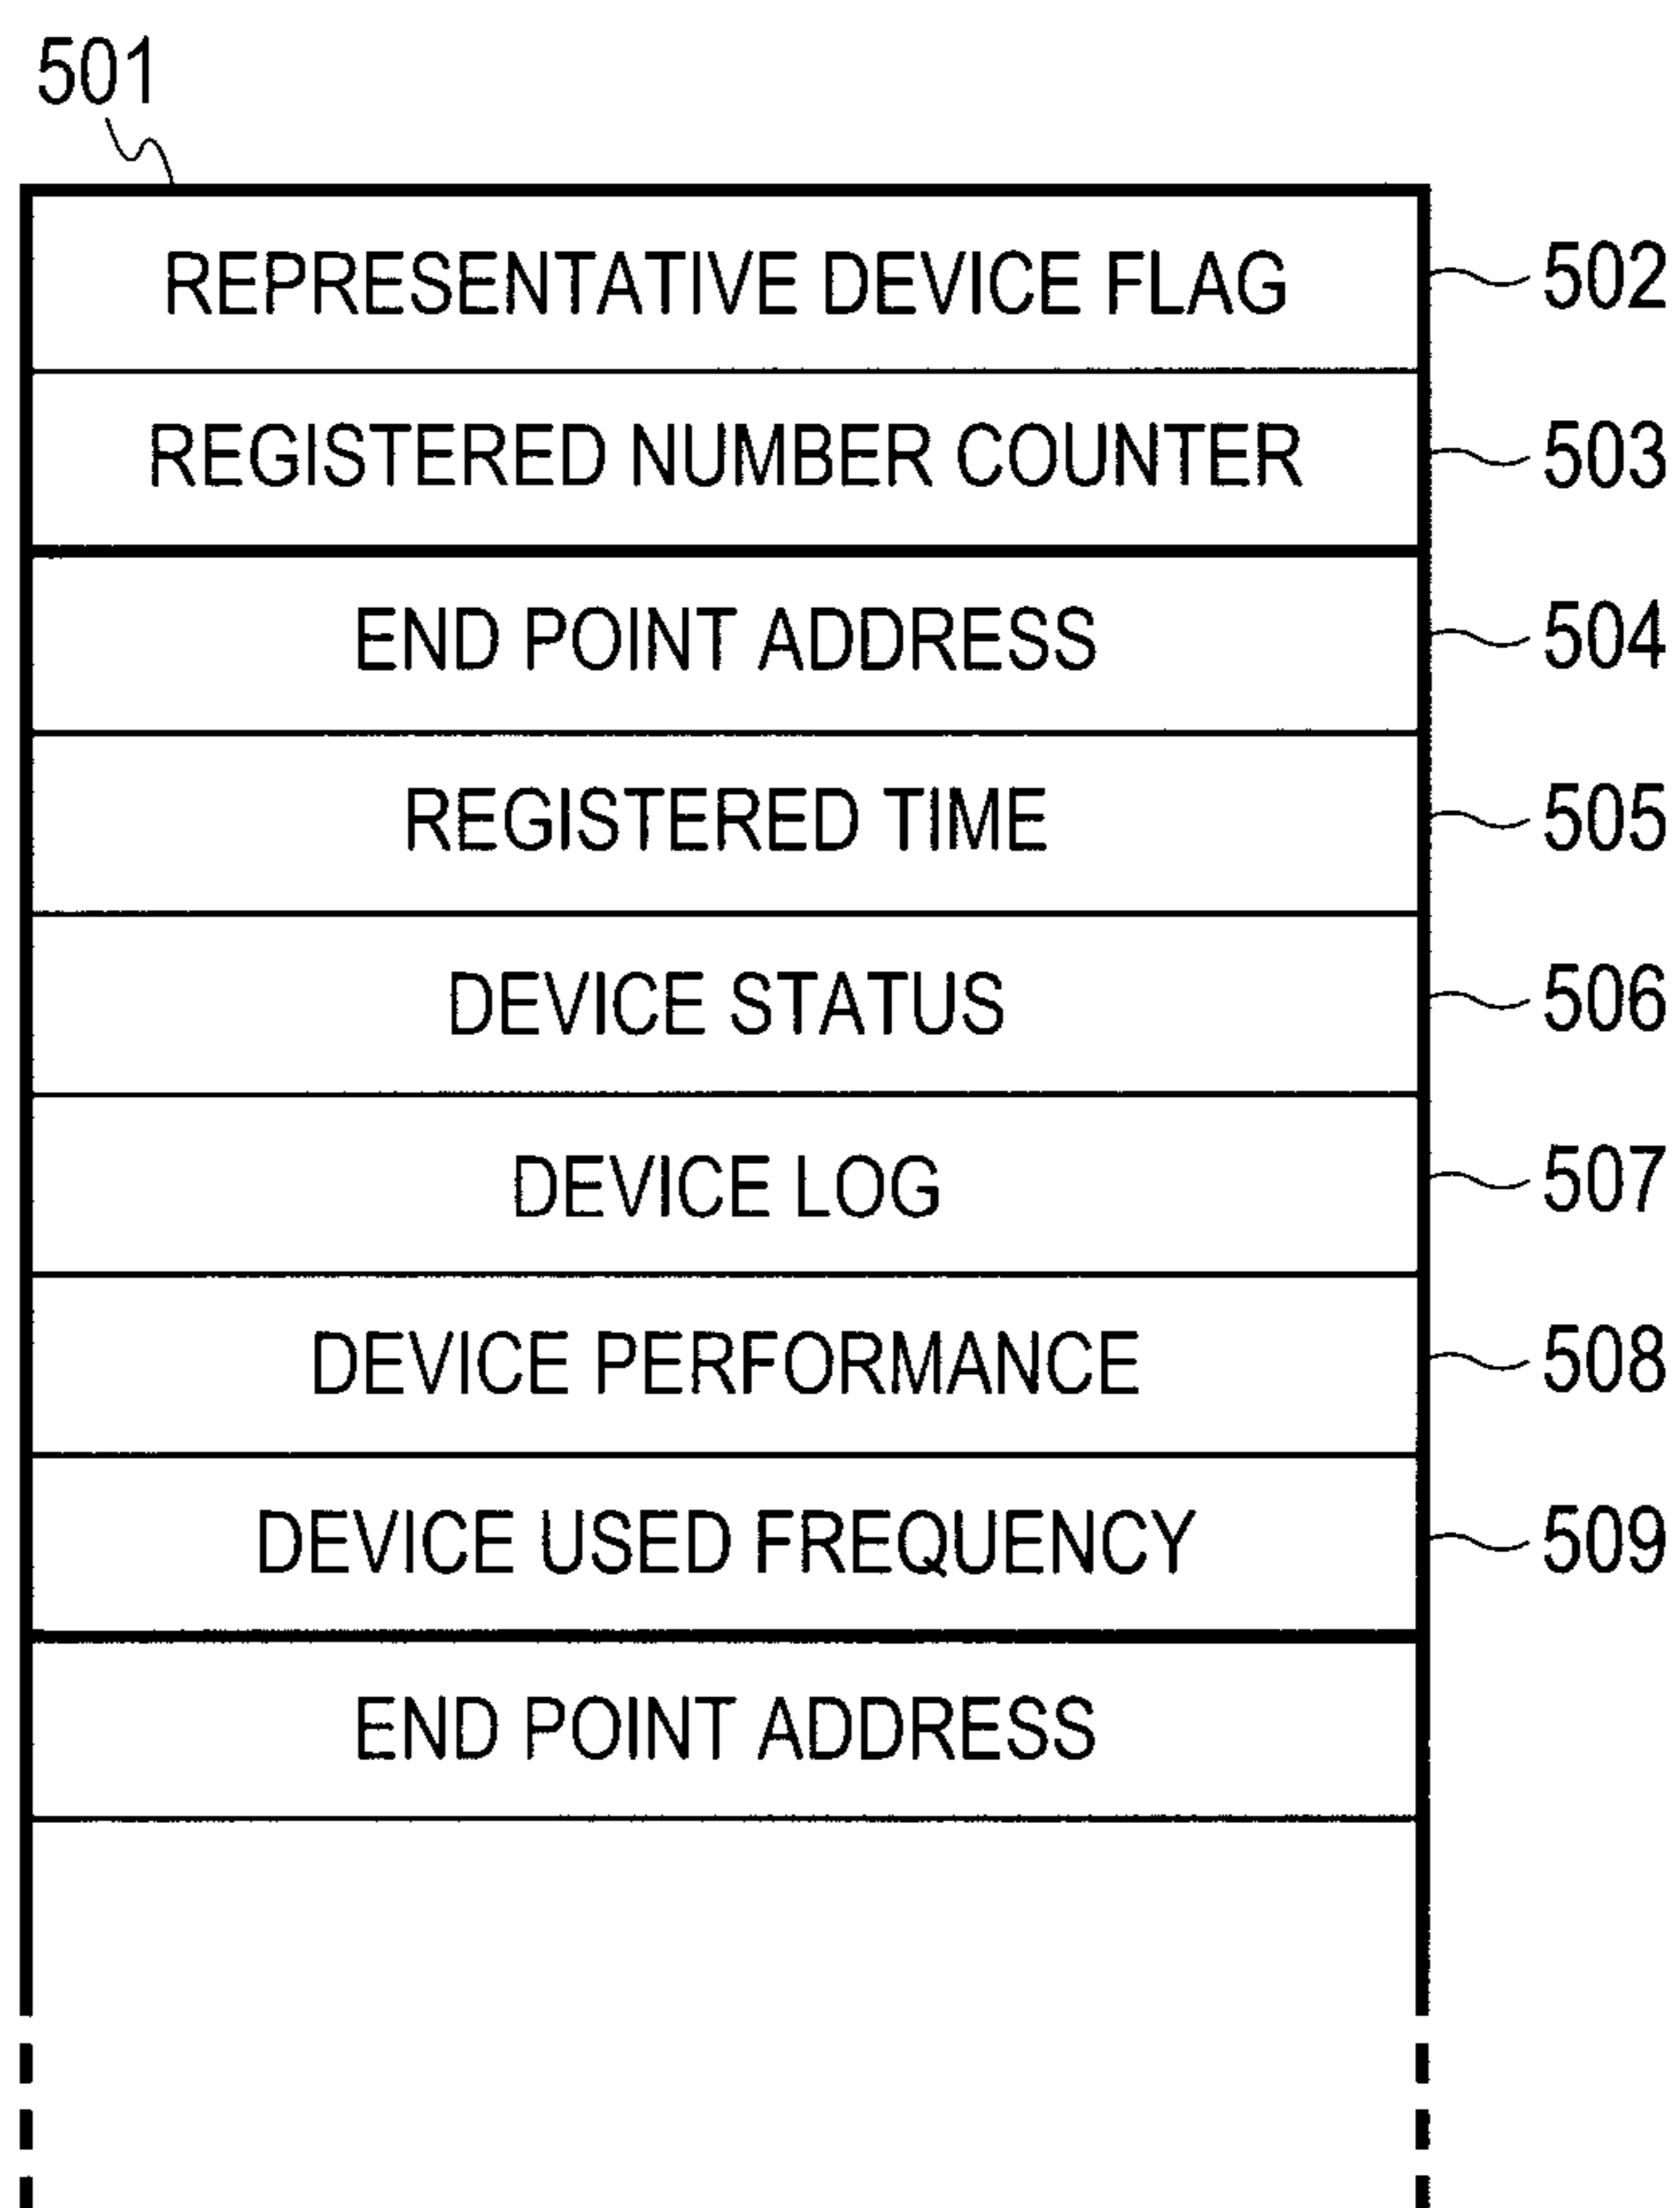 501
REPRESENTATIVE DEVICE FLAG 502
REGISTERED NUMBER COUNTER 503
END POINT ADDRESS 504
REGISTERED TIME 505
DEVICE STATUS 506
DEVICE LOG 507
DEVICE PERFORMANCE 508
DEVICE USED FREQUENCY 509
END POINT ADDRESS